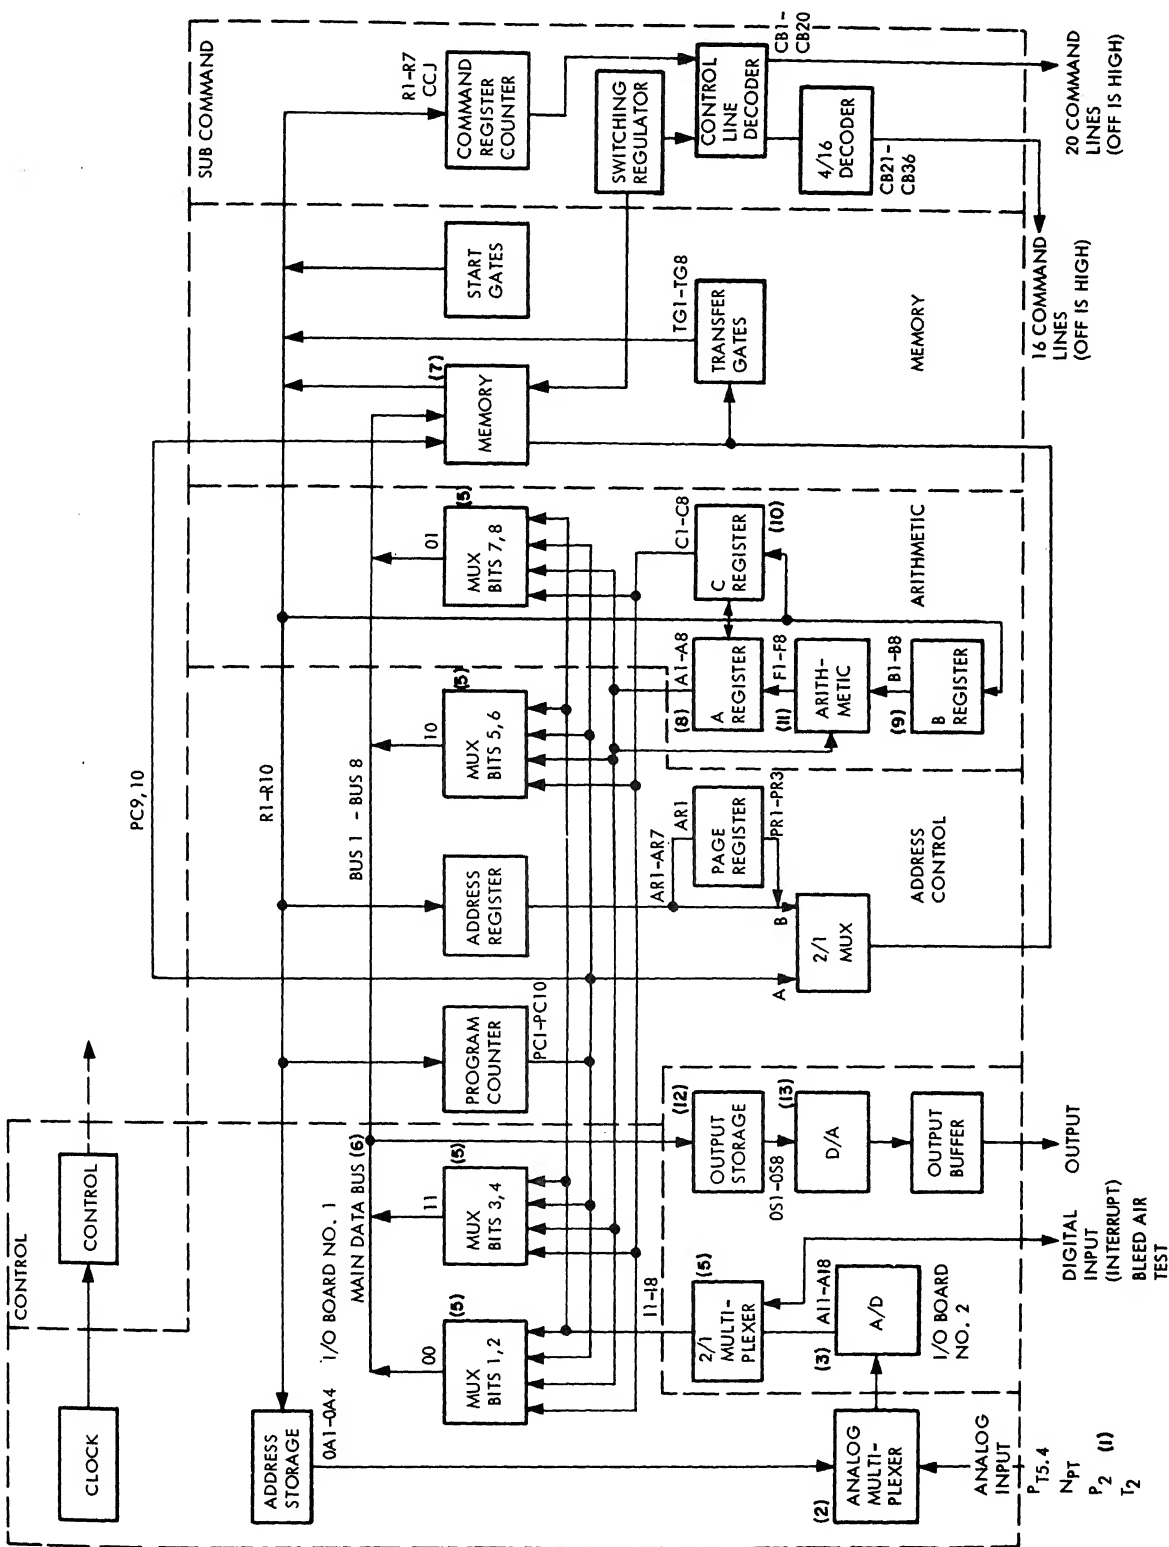 CONTROL
CLOCK
CONTROL
ADDRESS
STORAGE
0A1-0A4
I/O BOARD NO. 1
MAIN DATA BUS (6)
PC9,10
R1-R10
BUS 1 - BUS 8
MUX
BITS 1,2
00
(5)
MUX
BITS 3,4
11
(5)
PROGRAM
COUNTER
PC1-PC10
ADDRESS
REGISTER
MUX
BITS 5,6
10
(5)
MUX
BITS 7,8
01
(5)
MEMORY
(7)
START
GATES
SUB COMMAND
R1-R7
CCJ
COMMAND
REGISTER
COUNTER
SWITCHING
REGULATOR
CONTROL
LINE
DECODER
4/16
DECODER
CB1-
CB20
CB21-
CB36
20 COMMAND
LINES
(OFF IS HIGH)
16 COMMAND
LINES
(OFF IS HIGH)
TG1-TG8
TRANSFER
GATES
MEMORY
C1-C8
C
REGISTER
(10)
A1-A8
(8)
A
REGISTER
F1-F8
(11)
ARITH-
METIC
B1-B8
(9)
B
REGISTER
ARITHMETIC
AR1-AR7
AR1
PAGE
REGISTER
PR1-PR3
B
A
2/1
MUX
ADDRESS
CONTROL
(12)
OUTPUT
STORAGE
0S1-0S8
(13)
D/A
OUTPUT
BUFFER
OUTPUT
I1-I8
(5)
2/1
MULTI-
PLEXER
AI1-AI8
(3)
A/D
I/O BOARD
NO. 2
DIGITAL
INPUT
(INTERRUPT)
BLEED AIR
TEST
(2)
ANALOG
MULTI-
PLEXER
ANALOG
INPUT
PT5.4
NPT
P2 (1)
T2